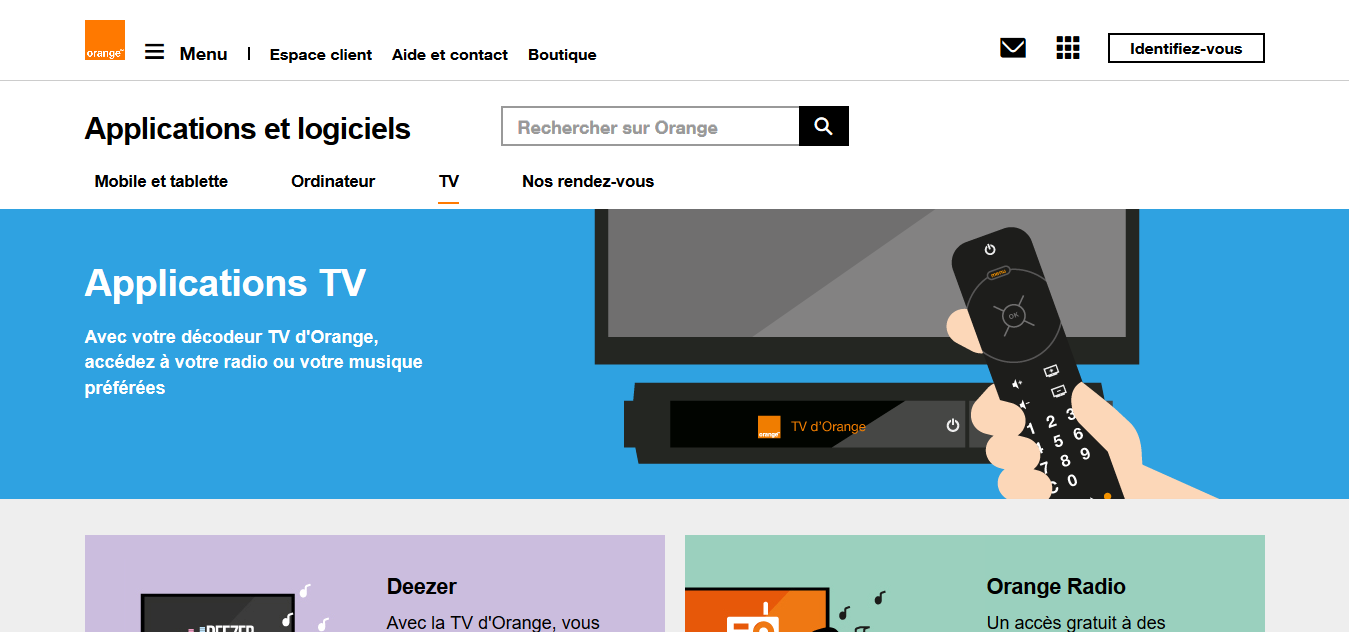 orange™
Menu
Espace client
Aide et contact
Boutique
Identifiez-vous
Applications et logiciels
Rechercher sur Orange
Mobile et tablette
Ordinateur
TV
Nos rendez-vous
Applications TV
Avec votre décodeur TV d'Orange,
accédez à votre radio ou votre musique
préférées
menu
OK
orange™
TV d'Orange
1 2 3
4 5 6
7 8 9
C 0
Deezer
Avec la TV d'Orange, vous
DEEZER
Orange Radio
Un accès gratuit à des